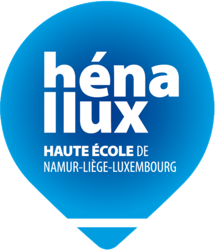 héna
llux
HAUTE ÉCOLE DE
NAMUR-LIÈGE-LUXEMBOURG